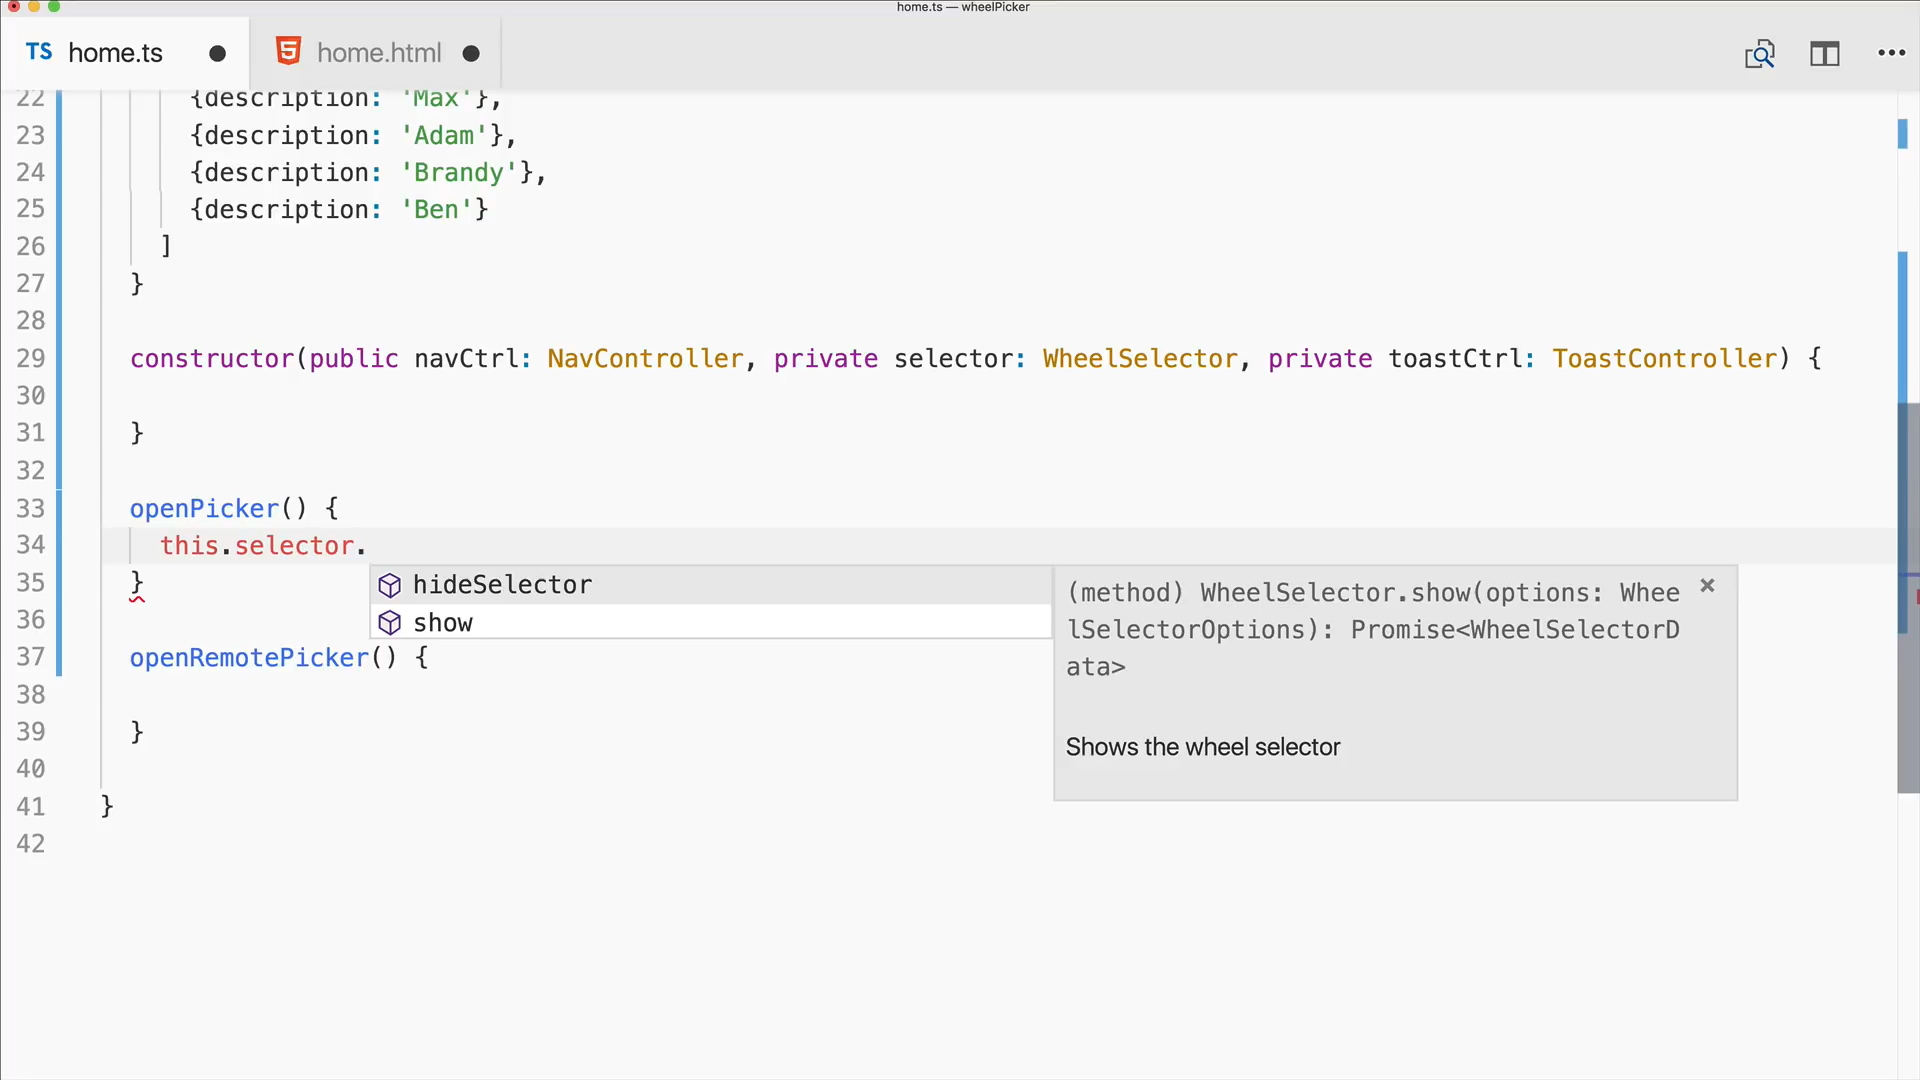 home.ts — wheelPicker
TS home.ts home.html
22 {description: 'Max'},
23 {description: 'Adam'},
24 {description: 'Brandy'},
25 {description: 'Ben'}
26 ]
27 }
28
29 constructor(public navCtrl: NavController, private selector: WheelSelector, private toastCtrl: ToastController) {
30
31 }
32
33 openPicker() {
34 this.selector.
35 }
hideSelector
show
(method) WheelSelector.show(options: Whee
lSelectorOptions): Promise<WheelSelectorD
ata>
Shows the wheel selector
36
37 openRemotePicker() {
38
39 }
40
41 }
42